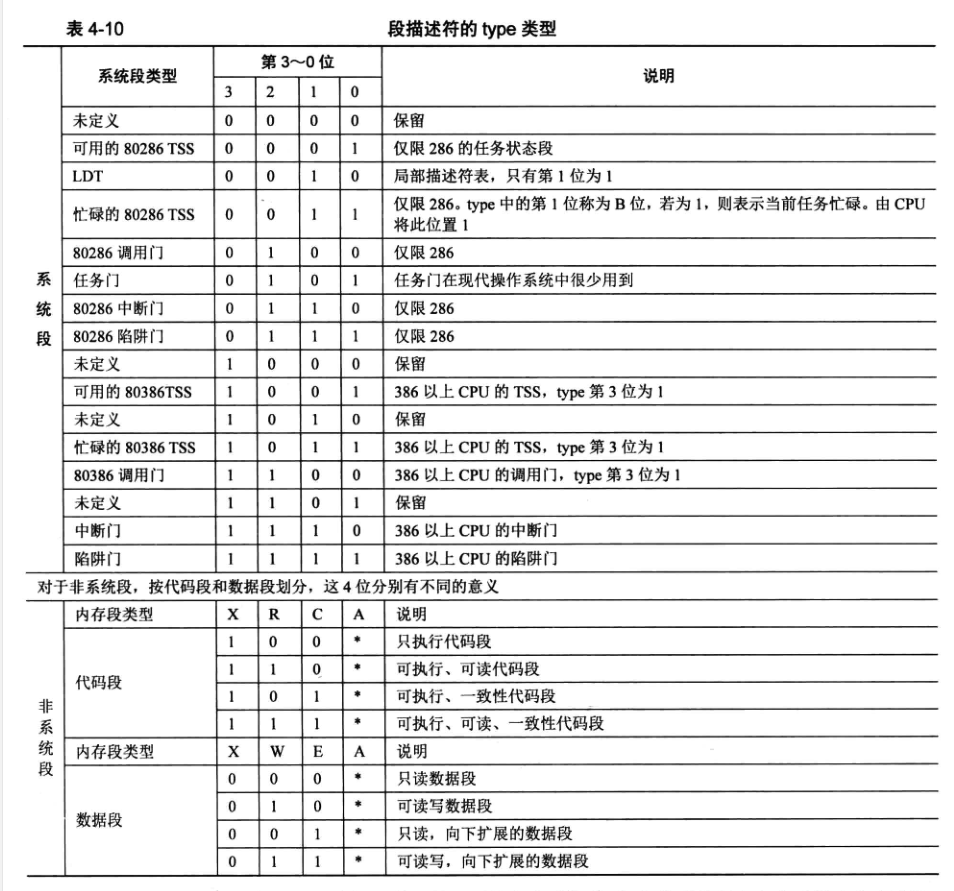 表 4-10 段描述符的 type 类型
系统段类型 第 3～0 位 说明
3 2 1 0
未定义 0 0 0 0 保留
可用的 80286 TSS 0 0 0 1 仅限 286 的任务状态段
LDT 0 0 1 0 局部描述符表，只有第 1 位为 1
忙碌的 80286 TSS 0 0 1 1 仅限 286。type 中的第 1 位称为 B 位，若为 1，则表示当前任务忙碌。由 CPU
将此位置 1
80286 调用门 0 1 0 0 仅限 286
系统段
任务门 0 1 0 1 任务门在现代操作系统中很少用到
80286 中断门 0 1 1 0 仅限 286
80286 陷阱门 0 1 1 1 仅限 286
未定义 1 0 0 0 保留
可用的 80386TSS 1 0 0 1 386 以上 CPU 的 TSS，type 第 3 位为 1
未定义 1 0 1 0 保留
忙碌的 80386 TSS 1 0 1 1 386 以上 CPU 的 TSS，type 第 3 位为 1
80386 调用门 1 1 0 0 386 以上 CPU 的调用门，type 第 3 位为 1
未定义 1 1 0 1 保留
中断门 1 1 1 0 386 以上 CPU 的中断门
陷阱门 1 1 1 1 386 以上 CPU 的陷阱门
对于非系统段，按代码段和数据段划分，这 4 位分别有不同的意义
非系统段
内存段类型 X R C A 说明
代码段
1 0 0 * 只执行代码段
1 1 0 * 可执行、可读代码段
1 0 1 * 可执行、一致性代码段
1 1 1 * 可执行、可读、一致性代码段
内存段类型 X W E A 说明
数据段
0 0 0 * 只读数据段
0 1 0 * 可读写数据段
0 0 1 * 只读，向下扩展的数据段
0 1 1 * 可读写，向下扩展的数据段